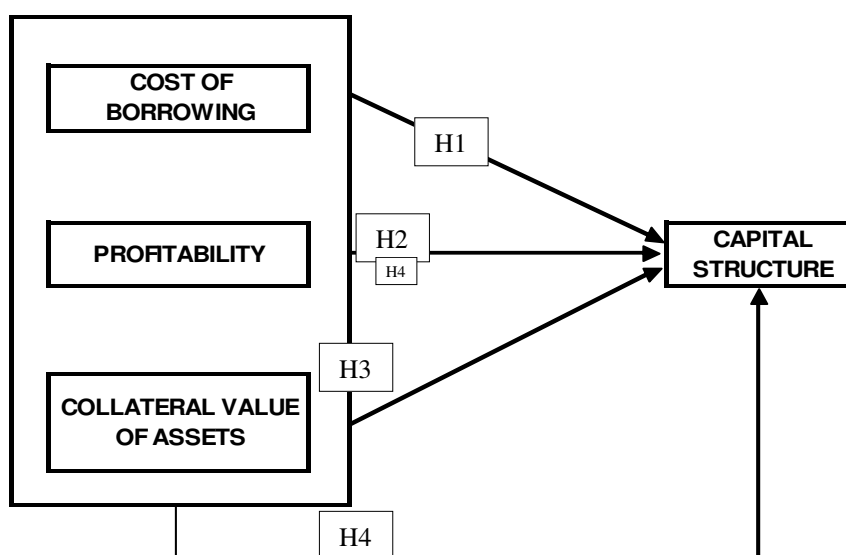 COST OF
BORROWING
H1
PROFITABILITY
H2
H4
CAPITAL
STRUCTURE
H3
COLLATERAL VALUE
OF ASSETS
H4